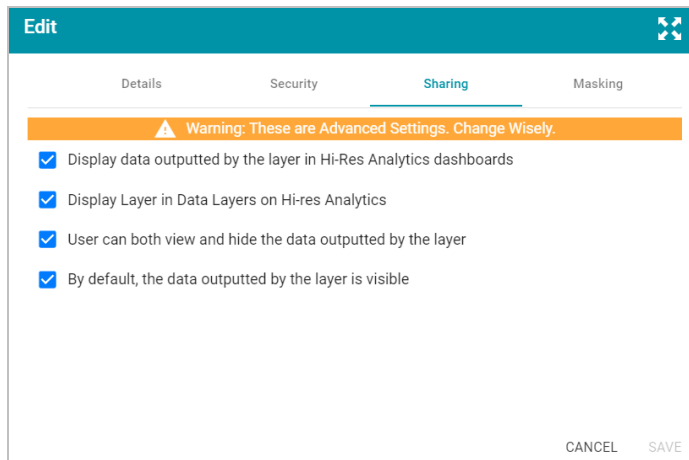 Edit
Details Security Sharing Masking
Warning: These are Advanced Settings. Change Wisely.
Display data outputted by the layer in Hi-Res Analytics dashboards
Display Layer in Data Layers on Hi-res Analytics
User can both view and hide the data outputted by the layer
By default, the data outputted by the layer is visible
CANCEL SAVE